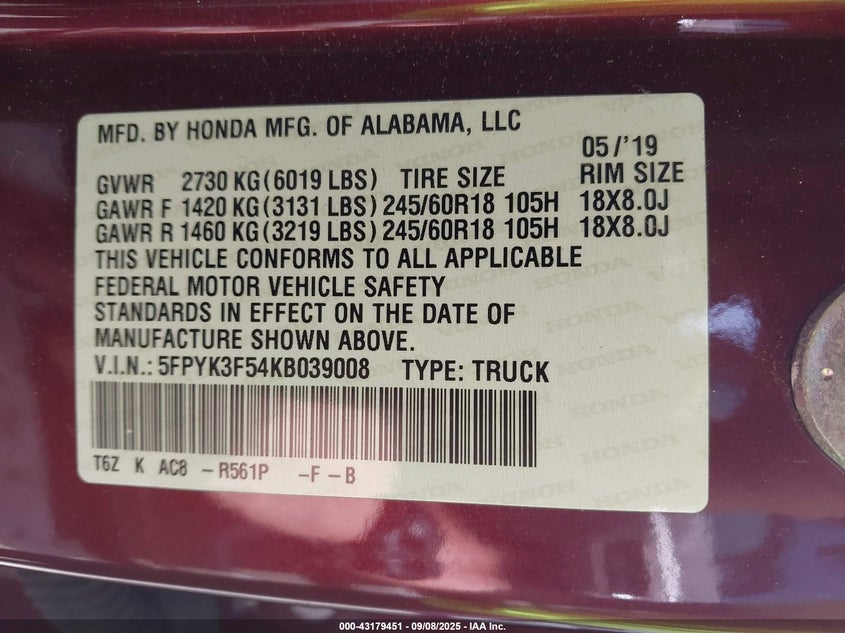 MFD. BY HONDA MFG. OF ALABAMA, LLC
05/'19
GVWR 2730 KG(6019 LBS) TIRE SIZE RIM SIZE
GAWR F 1420 KG(3131 LBS) 245/60R18 105H 18X8.0J
GAWR R 1460 KG(3219 LBS) 245/60R18 105H 18X8.0J
THIS VEHICLE CONFORMS TO ALL APPLICABLE
FEDERAL MOTOR VEHICLE SAFETY
STANDARDS IN EFFECT ON THE DATE OF
MANUFACTURE SHOWN ABOVE.
V.I.N.: 5FPYK3F54KB039008 TYPE: TRUCK
T6Z K AC8 -R561P -F-B
000-43179451 - 09/08/2025 - IAA Inc.